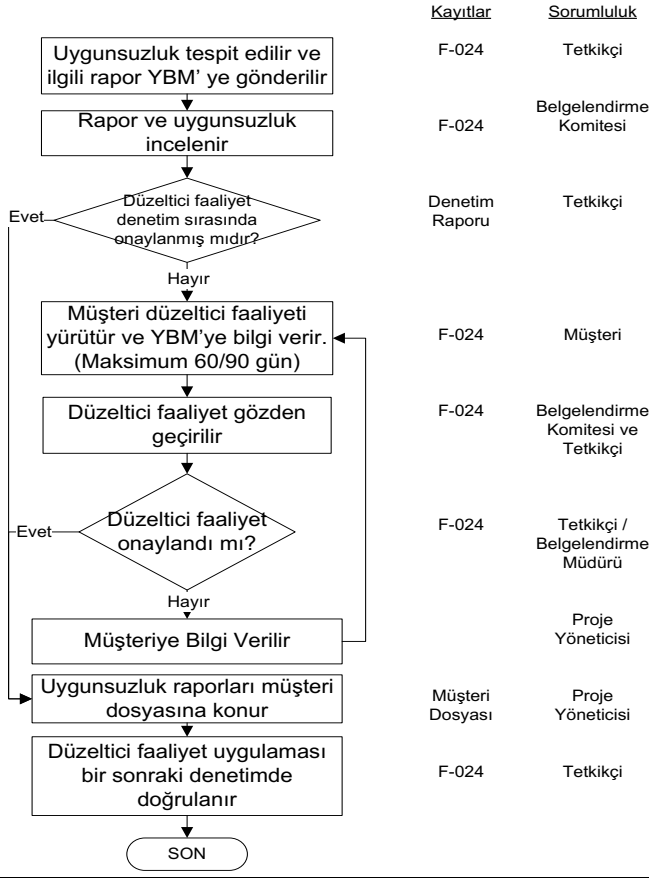 Kayıtlar Sorumluluk
Uygunsuzluk tespit edilir ve
ilgili rapor YBM' ye gönderilir
F-024
Tetkikçi
Rapor ve uygunsuzluk
incelenir
F-024
Belgelendirme
Komitesi
Düzeltici faaliyet
denetim sırasında
onaylanmış mıdır?
Evet
Hayır
Denetim
Raporu
Tetkikçi
Müşteri düzeltici faaliyeti
yürütür ve YBM'ye bilgi verir.
(Maksimum 60/90 gün)
F-024
Müşteri
Düzeltici faaliyet gözden
geçirilir
F-024
Belgelendirme
Komitesi ve
Tetkikçi
Düzeltici faaliyet
onaylandı mı?
Evet
Hayır
F-024
Tetkikçi /
Belgelendirme
Müdürü
Müşteriye Bilgi Verilir
Proje
Yöneticisi
Uygunsuzluk raporları müşteri
dosyasına konur
Müşteri
Dosyası
Proje
Yöneticisi
Düzeltici faaliyet uygulaması
bir sonraki denetimde
doğrulanır
F-024
Tetkikçi
SON